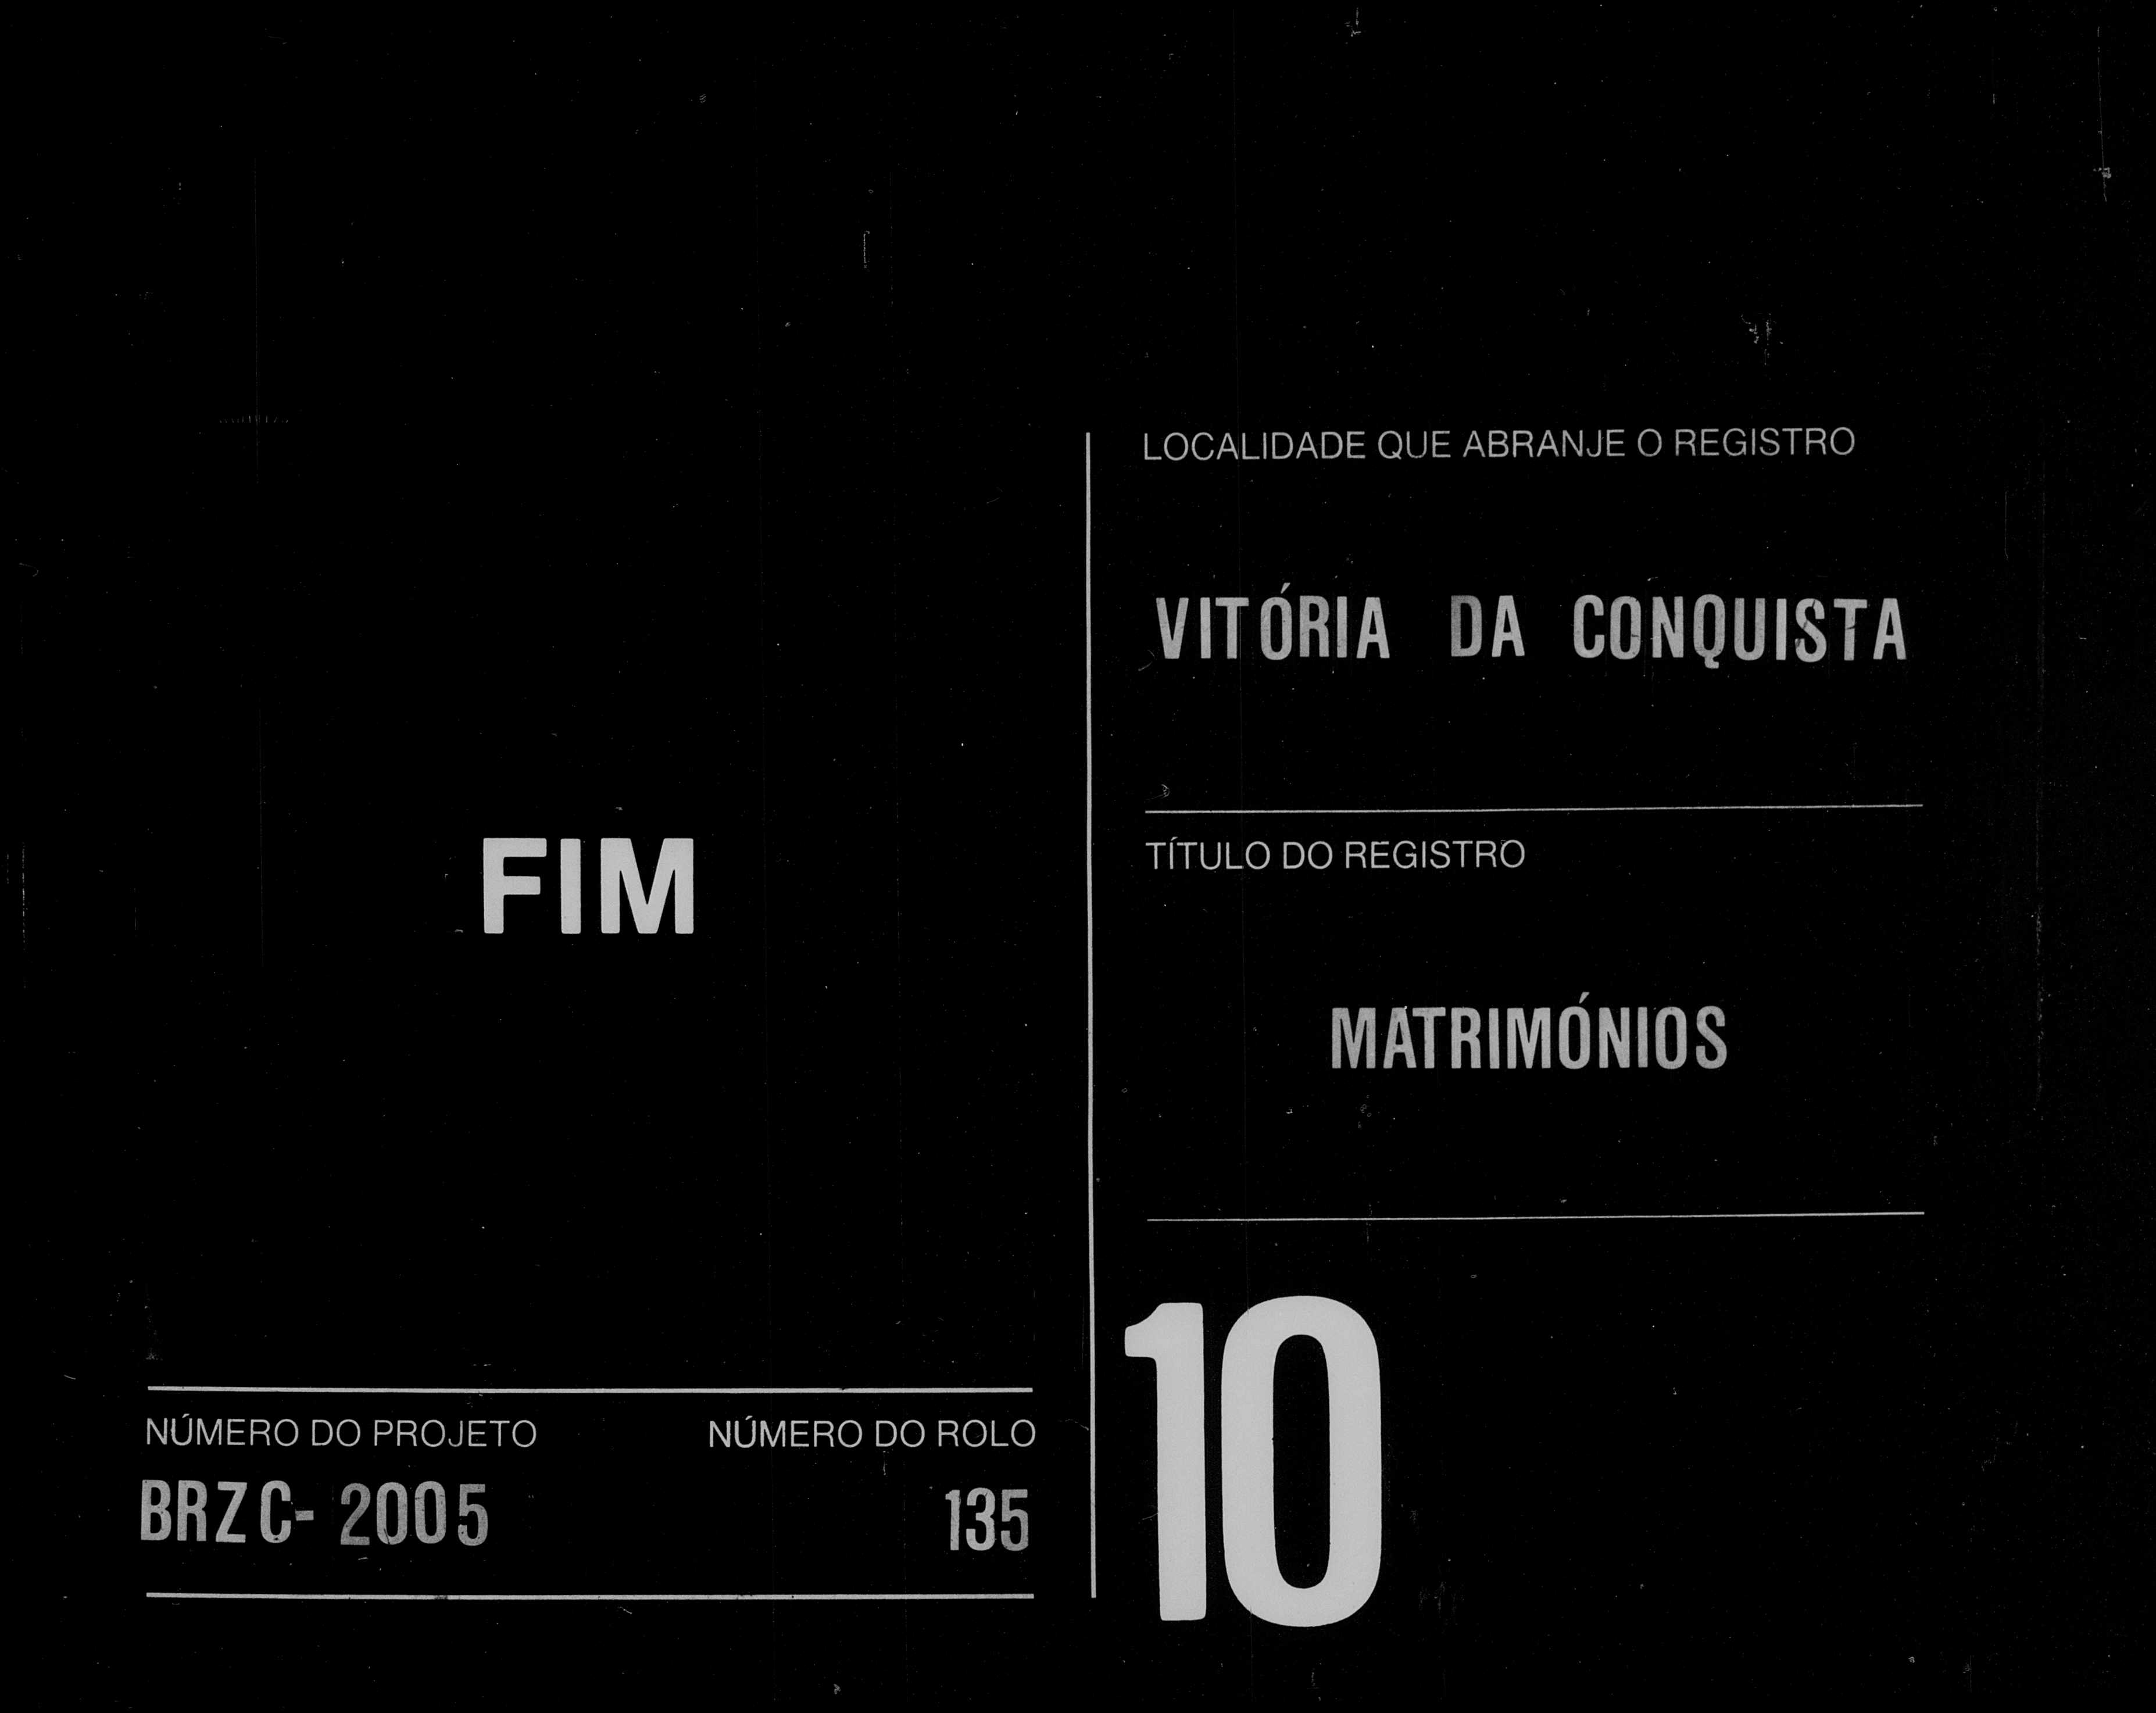 FIM
NÚMERO DO PROJETO
BRZC- 2005
NÚMERO DO ROLO
135
LOCALIDADE QUE ABRANJE O REGISTRO
VITÓRIA DA CONQUISTA
TÍTULO DO REGISTRO
MATRIMÓNIOS
10